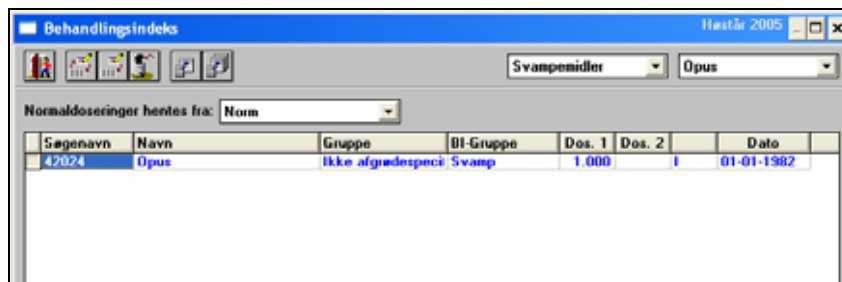 Behandlingsindeks Høstår 2005
Svampemidler Opus
Normaldoseringer hentes fra: Norm
Søgenavn Navn Gruppe BI-Gruppe Dos. 1 Dos. 2 Dato
42024 Opus Ikke afgrødespecil Svamp 1.000 l 01-01-1982